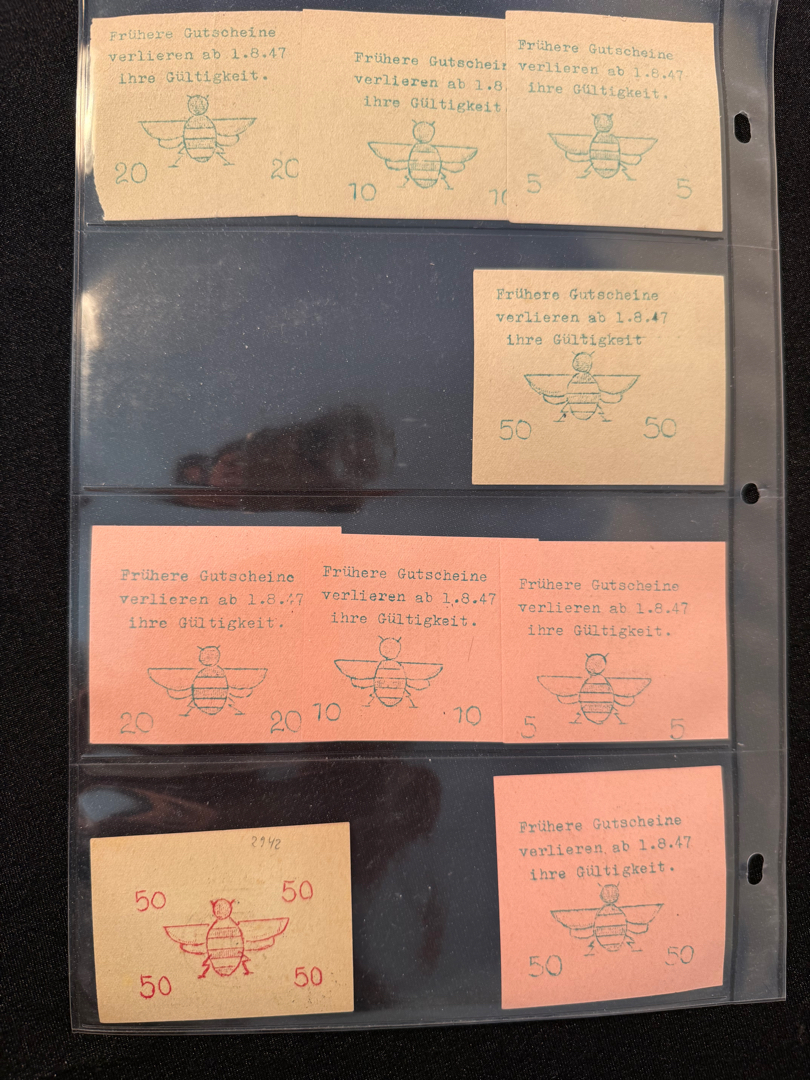 Frühere Gutscheine
verlieren ab 1.8.47
ihre Gültigkeit.
20 20
Frühere Gutschein
verlieren ab 1.8.
ihre Gültigkeit
10 10
Frühere Gutscheine
verlieren ab 1.8.47
ihre Gültigkeit.
5 5
Frühere Gutscheine
verlieren ab 1.8.47
ihre Gültigkeit
50 50
Frühere Gutscheine
verlieren ab 1.8.47
ihre Gültigkeit.
20 20
Frühere Gutscheine
verlieren ab 1.8.47
ihre Gültigkeit.
10 10
Frühere Gutscheine
verlieren ab 1.8.47
ihre Gültigkeit.
5 5
2942
50 50
50 50
Frühere Gutscheine
verlieren ab 1.8.47
ihre Gültigkeit.
50 50